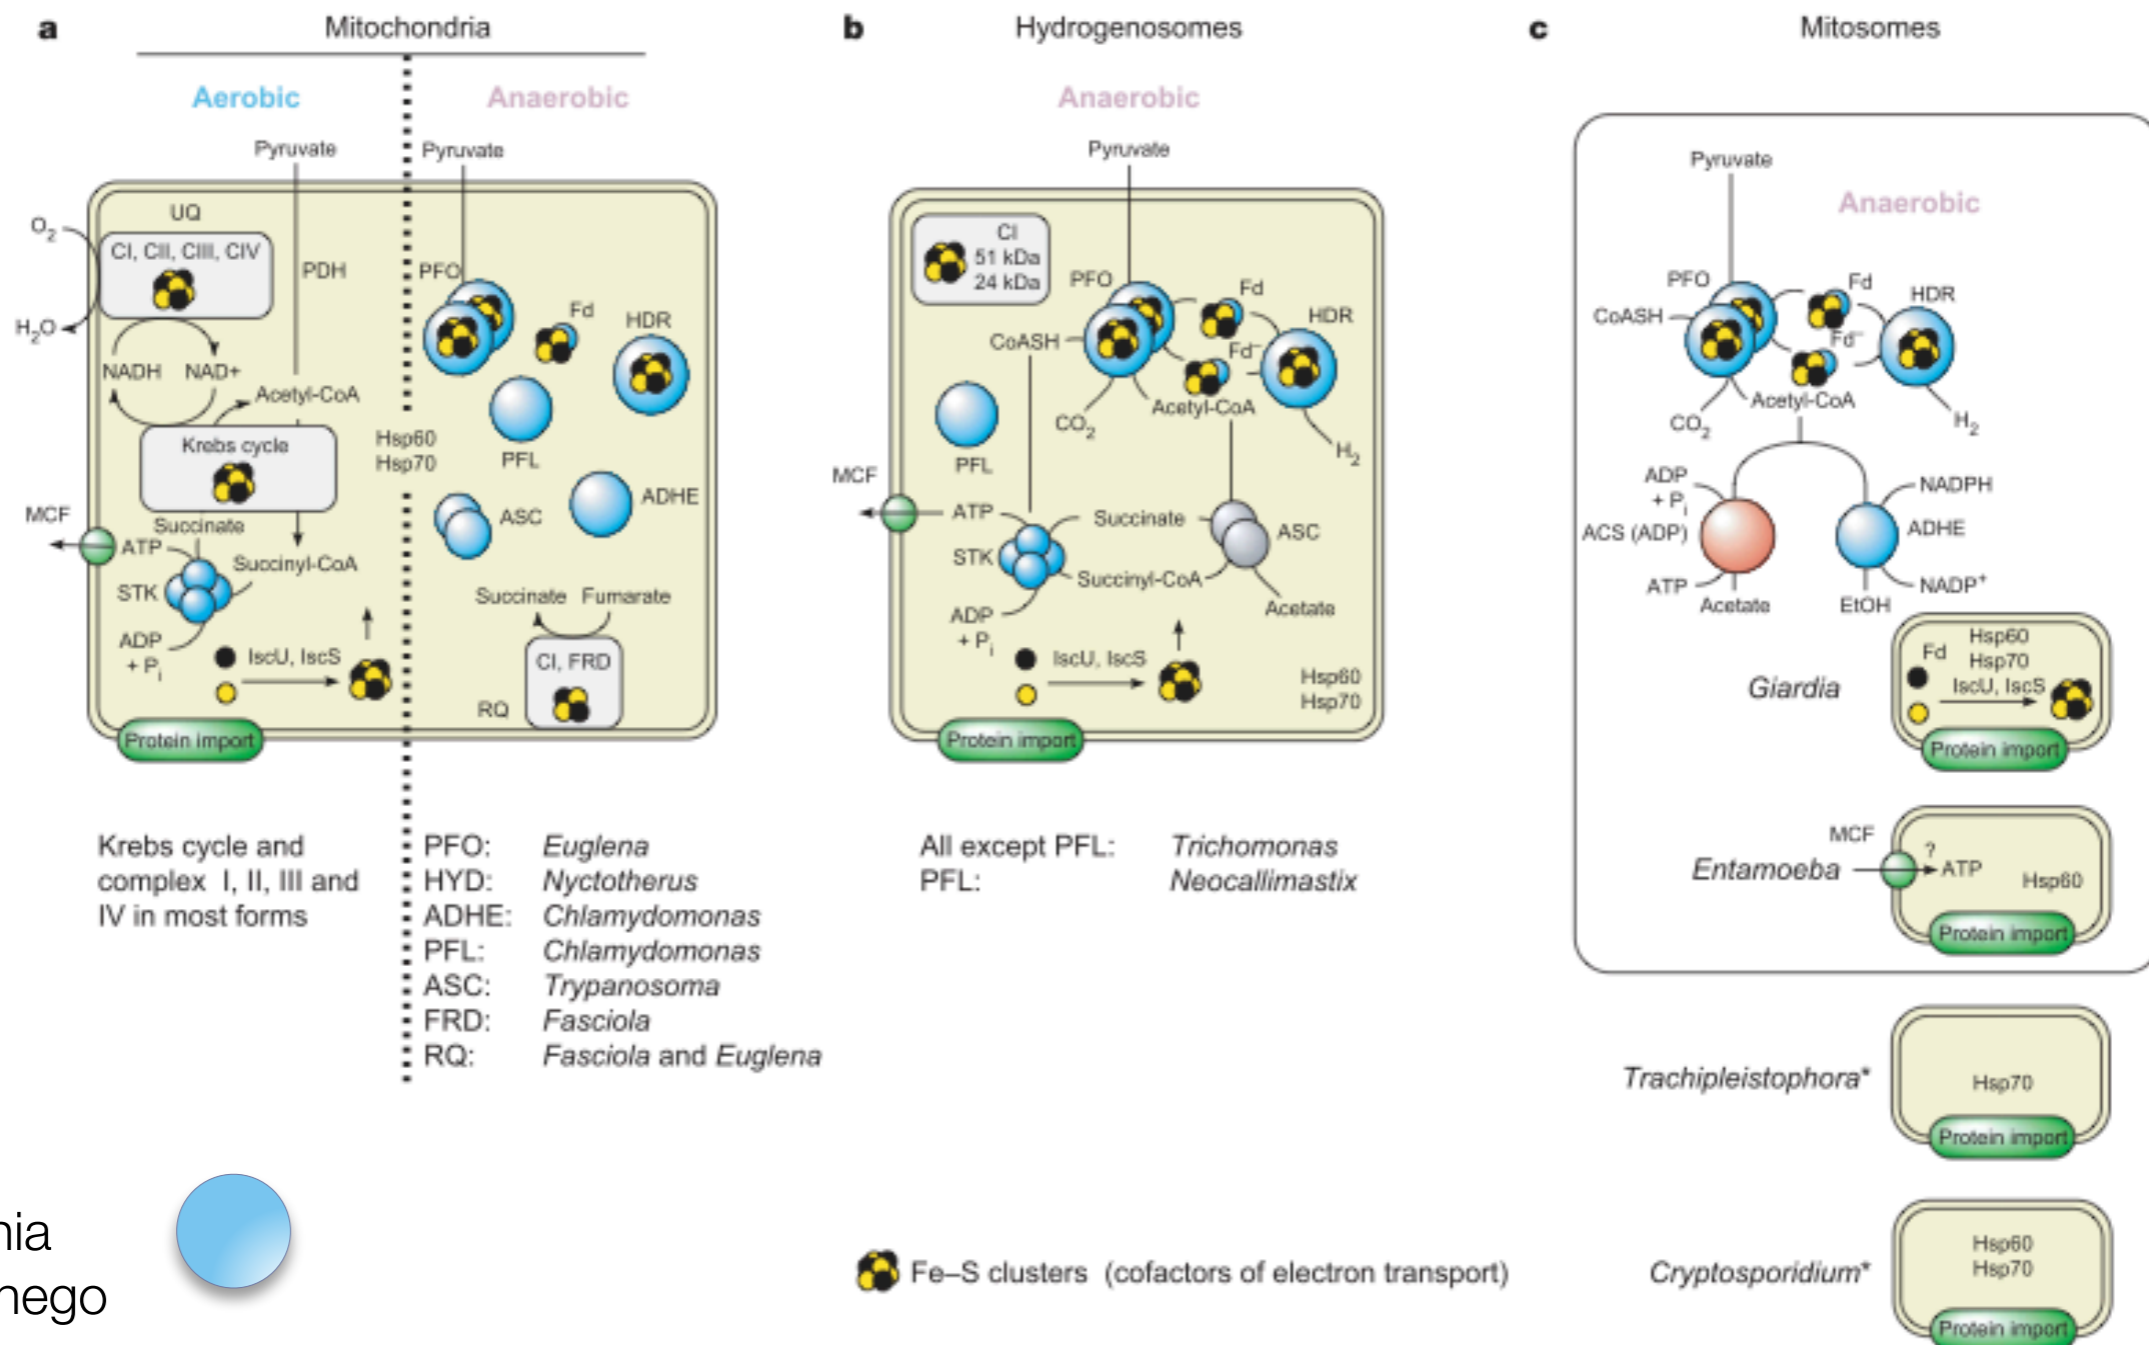 a Mitochondria
Aerobic Anaerobic
Pyruvate Pyruvate
UQ
O2
CI, CII, CIII, CIV
PDH
H2O
NADH NAD+
Acetyl-CoA
Krebs cycle
Hsp60
Hsp70
MCF
Succinate
ATP
Succinyl-CoA
STK
ADP
+ Pi
IscU, IscS
Protein import
PFO
Fd
HDR
PFL
ASC
ADHE
Succinate Fumarate
CI, FRD
RQ
Krebs cycle and
complex I, II, III and
IV in most forms
PFO: Euglena
HYD: Nyctotherus
ADHE: Chlamydomonas
PFL: Chlamydomonas
ASC: Trypanosoma
FRD: Fasciola
RQ: Fasciola and Euglena
b Hydrogenosomes
Anaerobic
Pyruvate
CI
51 kDa
24 kDa
PFO
Fd
HDR
CoASH
Fd–
Acetyl-CoA
CO2
H2
PFL
MCF
ATP
Succinate
ASC
STK
Succinyl-CoA
Acetate
ADP
+ Pi
IscU, IscS
Hsp60
Hsp70
Protein import
All except PFL: Trichomonas
PFL: Neocallimastix
c Mitosomes
Pyruvate
Anaerobic
PFO
Fd
HDR
CoASH
Fd–
Acetyl-CoA
CO2
H2
ADP
+ Pi
NADPH
ACS (ADP)
ADHE
ATP
NADP+
Acetate
EtOH
Hsp60
Fd
Hsp70
IscU, IscS
Giardia
Protein import
MCF
?
Entamoeba
ATP
Hsp60
Protein import
Trachipleistophora*
Hsp70
Protein import
Cryptosporidium*
Hsp60
Hsp70
Protein import
Fe–S clusters (cofactors of electron transport)